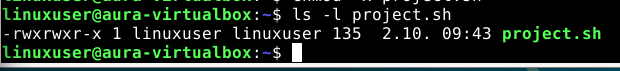 linuxuser@aura-virtualbox:~$ ls -l project.sh
-rwxrwxr-x 1 linuxuser linuxuser 135  2.10. 09:43 project.sh
linuxuser@aura-virtualbox:~$